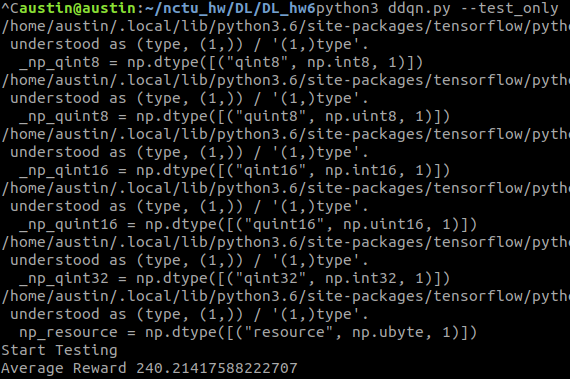 ^Caustin@austin:~/nctu_hw/DL/DL_hw6python3 ddqn.py --test_only
/home/austin/.local/lib/python3.6/site-packages/tensorflow/pytho
understood as (type, (1,)) / '(1,)type'.
_np_qint8 = np.dtype([("qint8", np.int8, 1)])
/home/austin/.local/lib/python3.6/site-packages/tensorflow/pytho
understood as (type, (1,)) / '(1,)type'.
_np_quint8 = np.dtype([("quint8", np.uint8, 1)])
/home/austin/.local/lib/python3.6/site-packages/tensorflow/pytho
understood as (type, (1,)) / '(1,)type'.
_np_qint16 = np.dtype([("qint16", np.int16, 1)])
/home/austin/.local/lib/python3.6/site-packages/tensorflow/pytho
understood as (type, (1,)) / '(1,)type'.
_np_quint16 = np.dtype([("quint16", np.uint16, 1)])
/home/austin/.local/lib/python3.6/site-packages/tensorflow/pytho
understood as (type, (1,)) / '(1,)type'.
_np_qint32 = np.dtype([("qint32", np.int32, 1)])
/home/austin/.local/lib/python3.6/site-packages/tensorflow/pytho
understood as (type, (1,)) / '(1,)type'.
np_resource = np.dtype([("resource", np.ubyte, 1)])
Start Testing
Average Reward 240.21417588222707